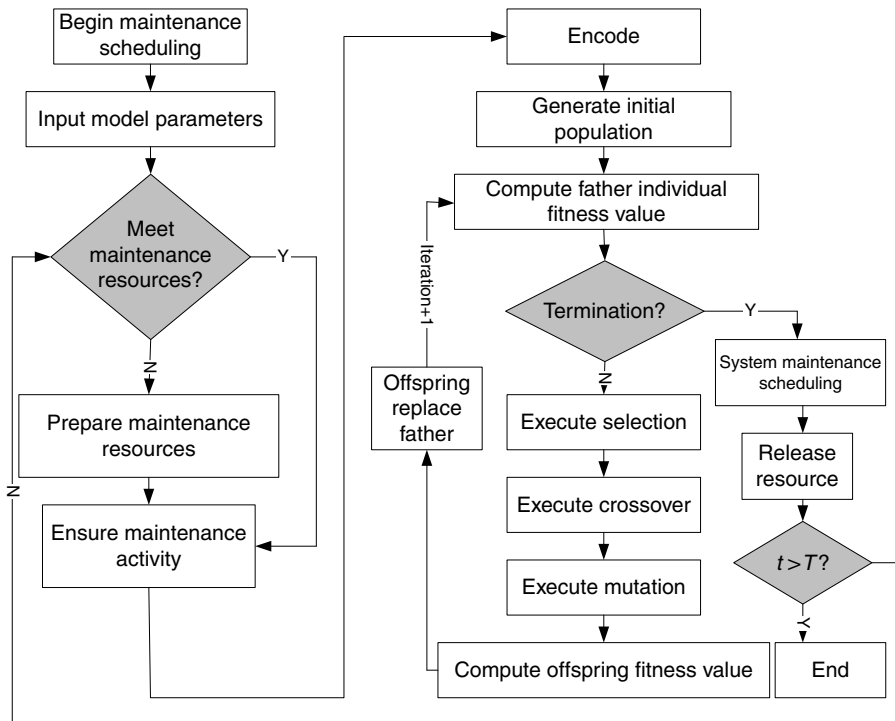 Begin maintenance
scheduling
Input model parameters
Meet
maintenance
resources?
Y
N
Prepare maintenance
resources
N
Ensure maintenance
activity
Encode
Generate initial
population
Compute father individual
fitness value
Iteration+1
Termination?
Y
N
Offspring
replace
father
Execute selection
Execute crossover
Execute mutation
Compute offspring fitness value
System maintenance
scheduling
Release
resource
t > T?
Y
End